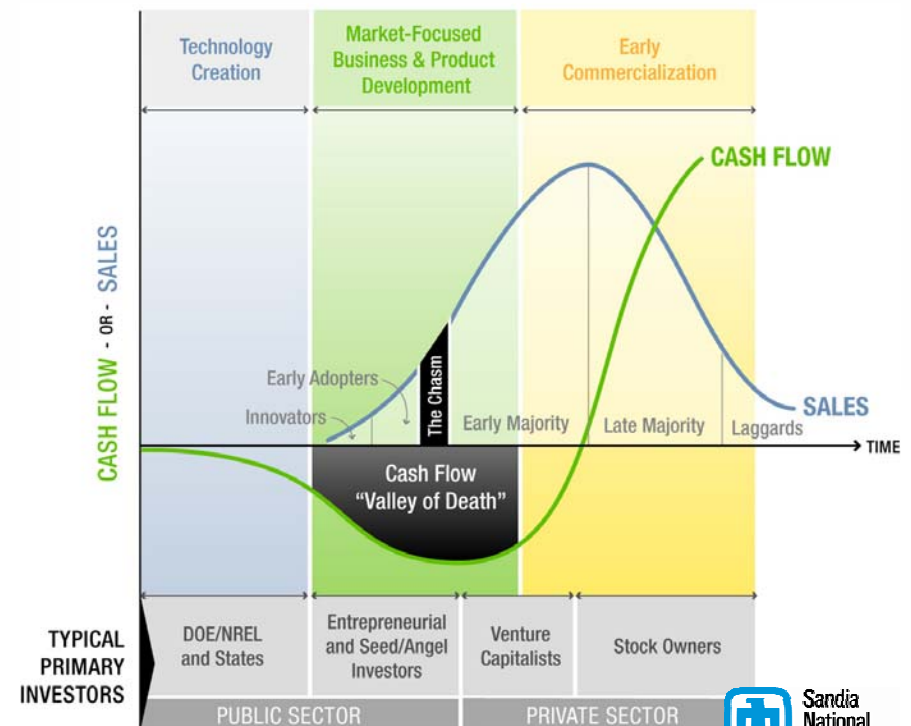 Technology
Creation
Market-Focused
Business & Product
Development
Early
Commercialization
CASH FLOW
CASH FLOW - OR - SALES
Early Adopters
Innovators
The Chasm
Early Majority
Late Majority
Laggards
SALES
TIME
Cash Flow
“Valley of Death”
TYPICAL
PRIMARY
INVESTORS
DOE/NREL
and States
Entrepreneurial
and Seed/Angel
Investors
Venture
Capitalists
Stock Owners
PUBLIC SECTOR
PRIVATE SECTOR
Sandia
National